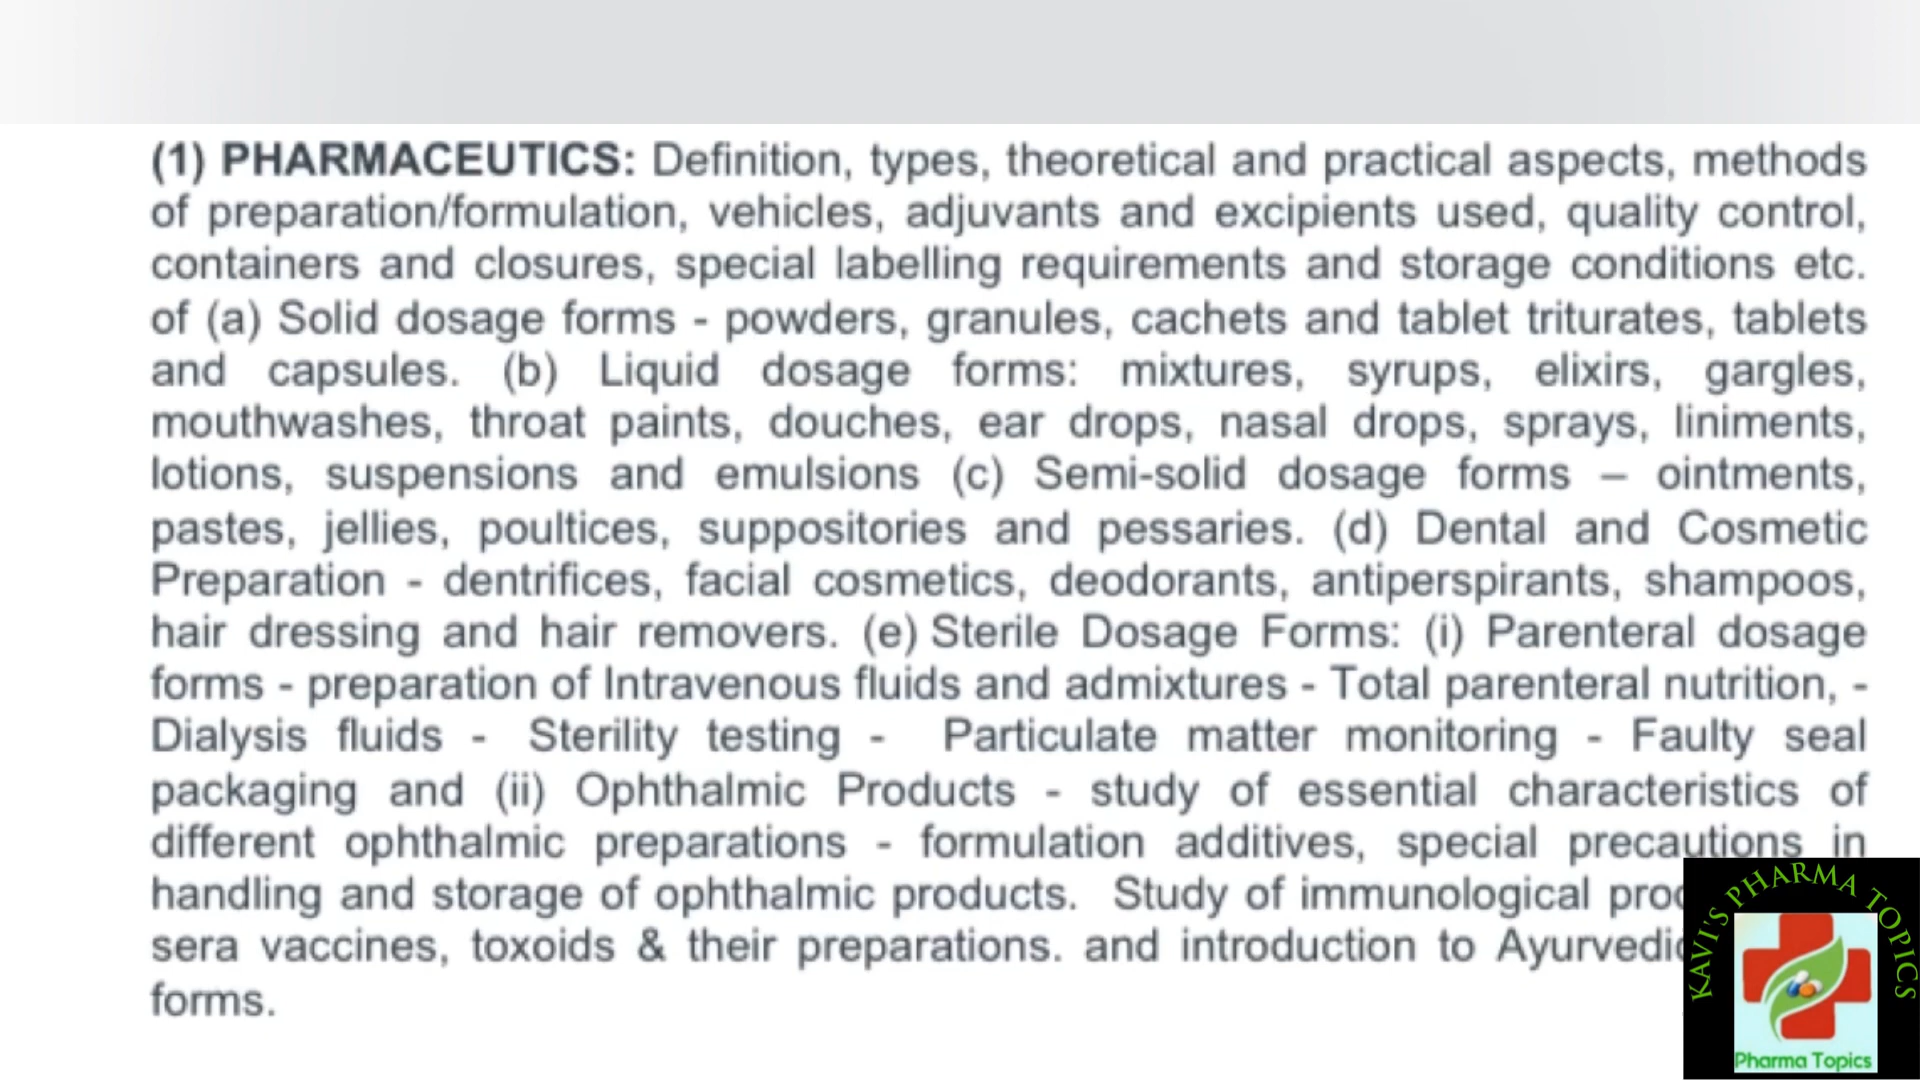 (1) PHARMACEUTICS: Definition, types, theoretical and practical aspects, methods
of preparation/formulation, vehicles, adjuvants and excipients used, quality control,
containers and closures, special labelling requirements and storage conditions etc.
of (a) Solid dosage forms - powders, granules, cachets and tablet triturates, tablets
and capsules. (b) Liquid dosage forms: mixtures, syrups, elixirs, gargles,
mouthwashes, throat paints, douches, ear drops, nasal drops, sprays, liniments,
lotions, suspensions and emulsions (c) Semi-solid dosage forms – ointments,
pastes, jellies, poultices, suppositories and pessaries. (d) Dental and Cosmetic
Preparation - dentrifices, facial cosmetics, deodorants, antiperspirants, shampoos,
hair dressing and hair removers. (e) Sterile Dosage Forms: (i) Parenteral dosage
forms - preparation of Intravenous fluids and admixtures - Total parenteral nutrition, -
Dialysis fluids - Sterility testing - Particulate matter monitoring - Faulty seal
packaging and (ii) Ophthalmic Products - study of essential characteristics of
different ophthalmic preparations - formulation additives, special precautions in
handling and storage of ophthalmic products. Study of immunological
sera vaccines, toxoids & their preparations. and introduction to
forms.
KAVI'S PHARMA TOPICS
Pharma Topics